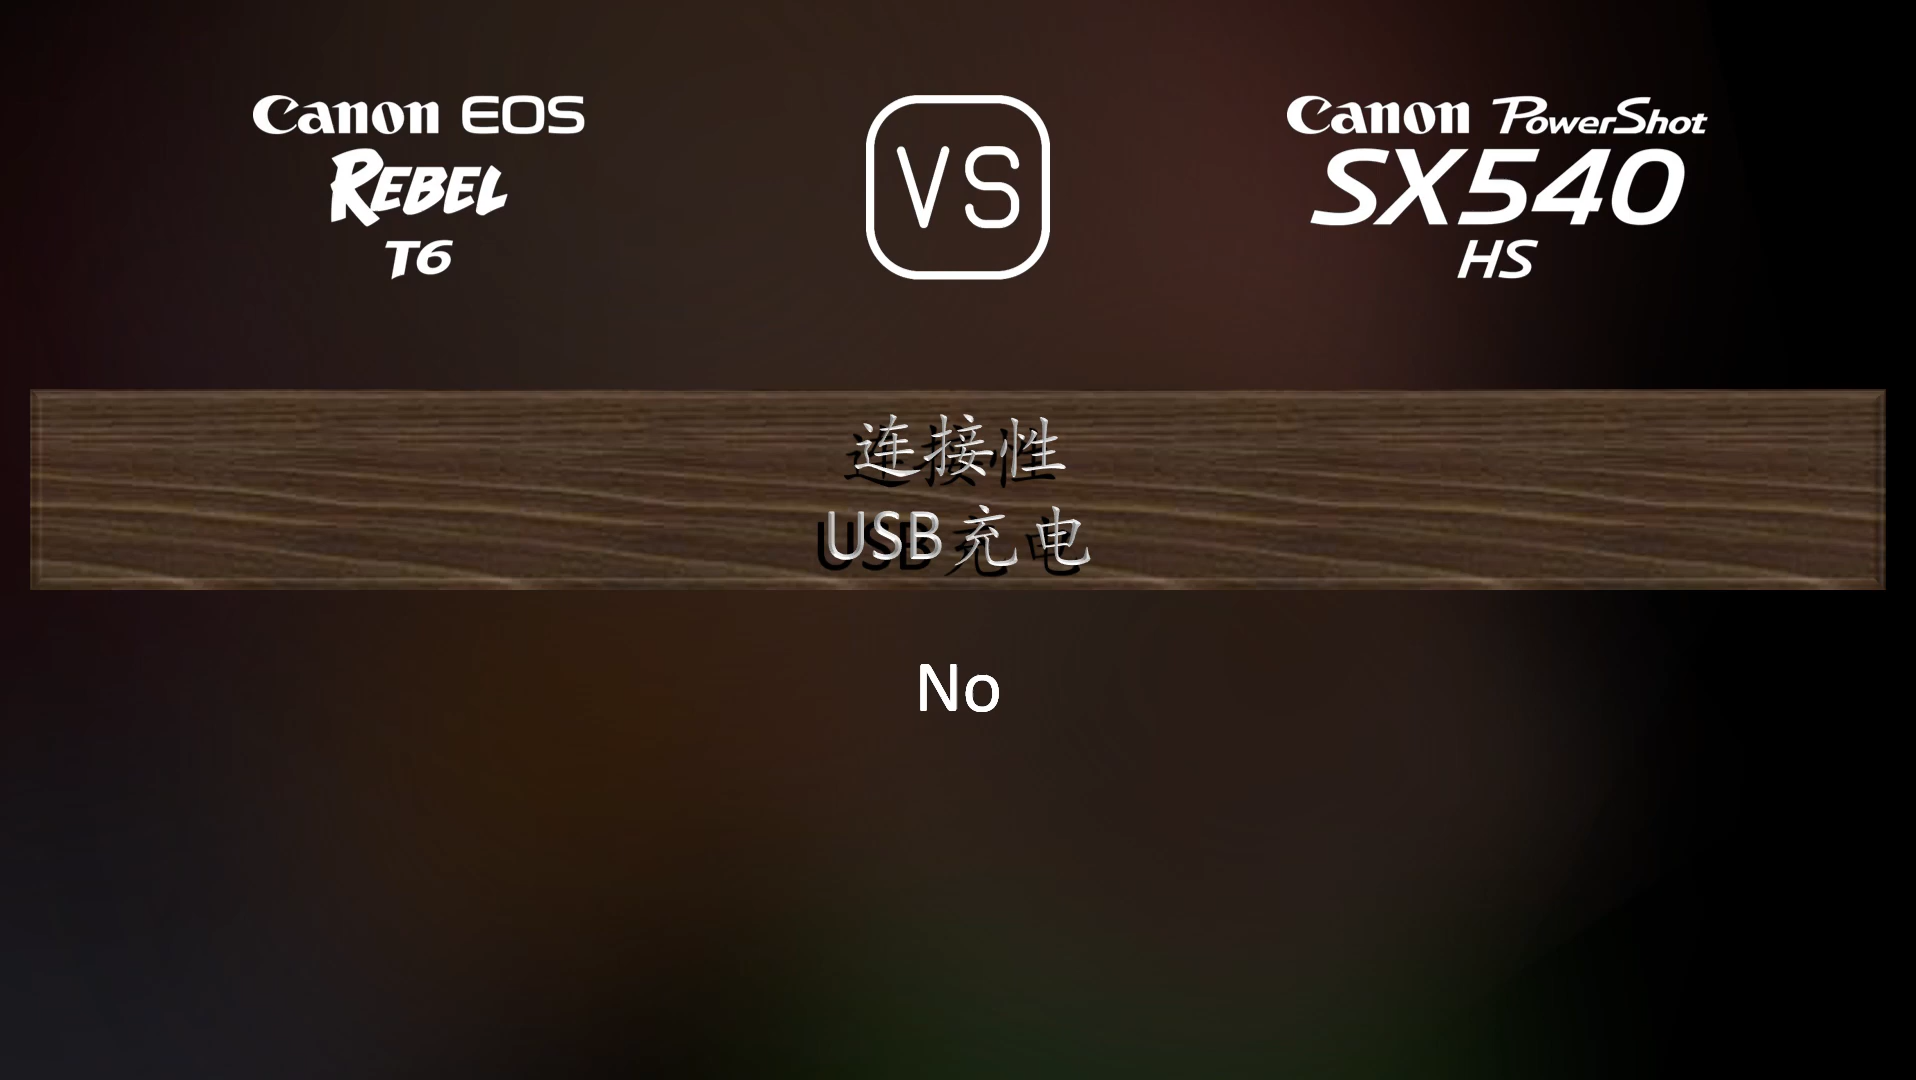 Canon EOS
REBEL
T6
VS
Canon PowerShot
SX540
HS
连接性
USB充电
No